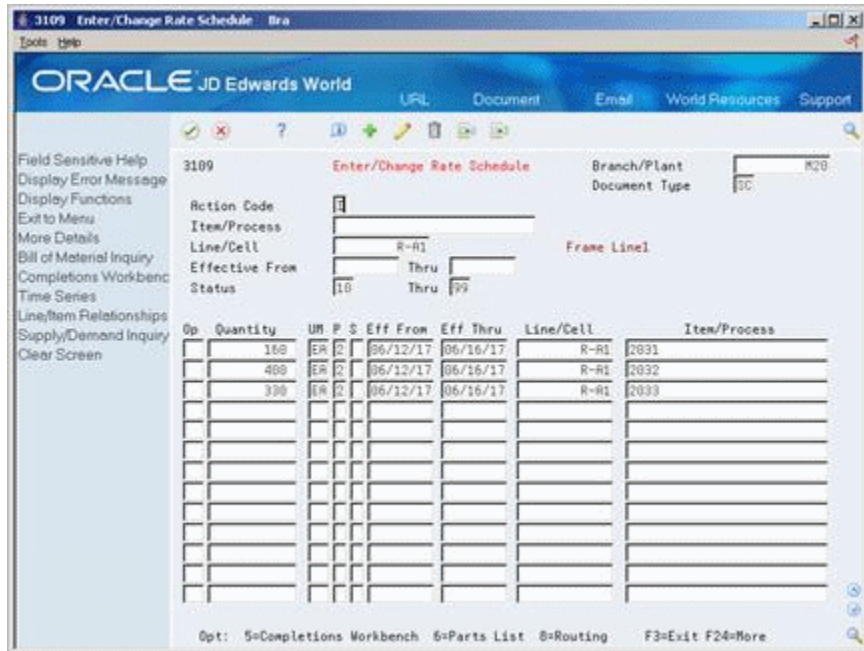 3109 Enter/Change Rate Schedule Bra
Tools Help
ORACLE JD Edwards World
URL Document Email World Resources Support
Field Sensitive Help
Display Error Message
Display Functions
Exit to Menu
More Details
Bill of Material Inquiry
Completions Workbenc
Time Series
Line/Item Relationships
Supply/Demand Inquiry
Clear Screen
3109 Enter/Change Rate Schedule Branch/Plant M20
Document Type SC
Action Code I
Item/Process
Line/Cell R-A1 Frame Line1
Effective From Thru
Status 10 Thru 99
Op Quantity UM P S Eff From Eff Thru Line/Cell Item/Process
160 EA 2 06/12/17 06/16/17 R-A1 2031
400 EA 2 06/12/17 06/16/17 R-A1 2032
330 EA 2 06/12/17 06/16/17 R-A1 2033
Opt: 5=Completions Workbench 6=Parts List 8=Routing F3=Exit F24=More